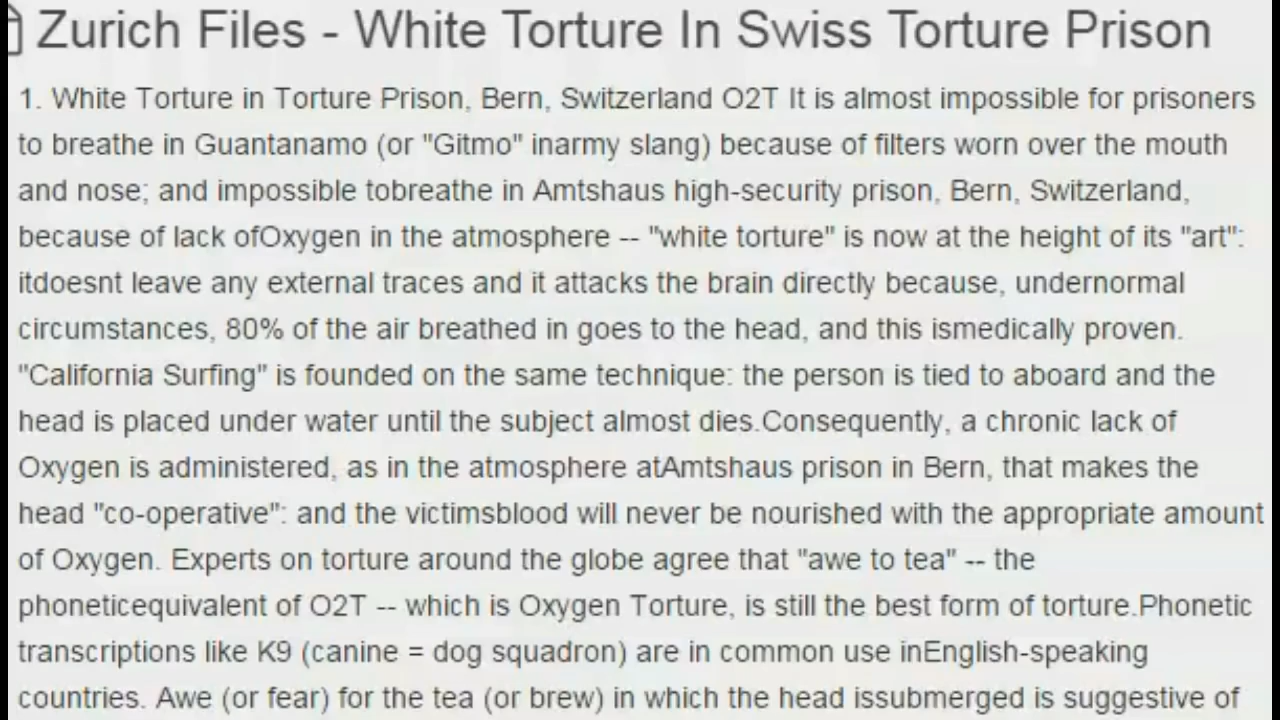 Zurich Files - White Torture In Swiss Torture Prison
1. White Torture in Torture Prison, Bern, Switzerland O2T It is almost impossible for prisoners
to breathe in Guantanamo (or "Gitmo" inarmy slang) because of filters worn over the mouth
and nose; and impossible tobreathe in Amtshaus high-security prison, Bern, Switzerland,
because of lack ofOxygen in the atmosphere -- "white torture" is now at the height of its "art":
itdoesnt leave any external traces and it attacks the brain directly because, undernormal
circumstances, 80% of the air breathed in goes to the head, and this ismedically proven.
"California Surfing" is founded on the same technique: the person is tied to aboard and the
head is placed under water until the subject almost dies.Consequently, a chronic lack of
Oxygen is administered, as in the atmosphere atAmtshaus prison in Bern, that makes the
head "co-operative": and the victimsblood will never be nourished with the appropriate amount
of Oxygen. Experts on torture around the globe agree that "awe to tea" -- the
phoneticequivalent of O2T -- which is Oxygen Torture, is still the best form of torture.Phonetic
transcriptions like K9 (canine = dog squadron) are in common use inEnglish-speaking
countries. Awe (or fear) for the tea (or brew) in which the head issubmerged is suggestive of